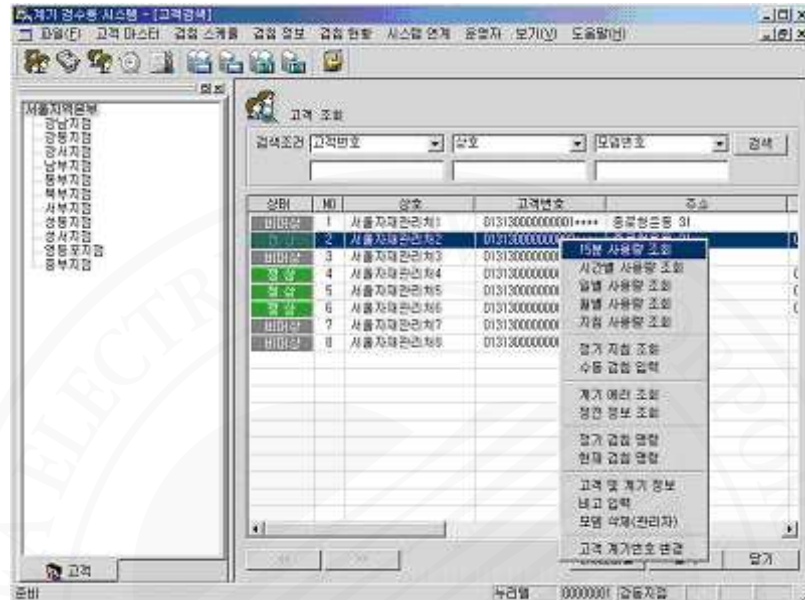 계기 검수동 시스템 - [고객검색]
파일(F) 고객 마스터 검침 스케쥴 검침 정보 검침 현황 시스템 연계 운영자 보기(V) 도움말(H)
서울지역본부
강남지점
강동지점
강서지점
남부지점
동부지점
북부지점
서부지점
성동지점
성서지점
영등포지점
중부지점
고객
고객 조회
검색조건 고객번호 상호 모뎀번호 검색
상태 NO 상호 고객번호 주소
비대상 1 서울자재관리처1 01313000000001****
2 서울자재관리처2
비대상 3 서울자재관리처3
정상 4 서울자재관리처4
정상 5 서울자재관리처5
정상 6 서울자재관리처6
비대상 7 서울자재관리처7
비대상 8 서울자재관리처8
15분 사용량 조회
시간별 사용량 조회
일별 사용량 조회
월별 사용량 조회
지침 사용량 조회
정기 지침 조회
수동 검침 입력
계기 에러 조회
정전 정보 조회
정기 검침 명령
현재 검침 명령
고객 및 계기 정보
비고 입력
모뎀 삭제(관리자)
고객 계기번호 변경
<< >> 닫기
준비 누리텔 00000001 강동지점